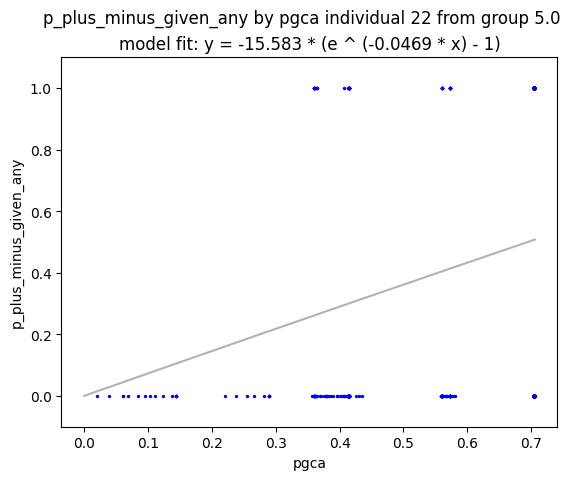 p_plus_minus_given_any by pgca individual 22 from group 5.0
model fit: y = -15.583 * (e ^ (-0.0469 * x) - 1)
1.0
0.8
0.6
0.4
0.2
0.0
p_plus_minus_given_any
0.0 0.1 0.2 0.3 0.4 0.5 0.6 0.7
pgca